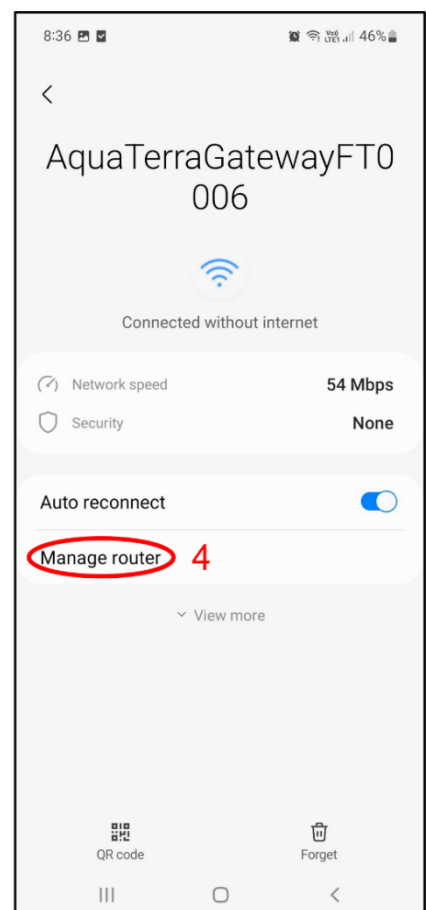 8:36 46%
AquaTerraGatewayFT0
006
Connected without internet
Network speed 54 Mbps
Security None
Auto reconnect
Manage router 4
View more
QR code Forget